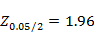 Z_{0.05/2} = 1.96